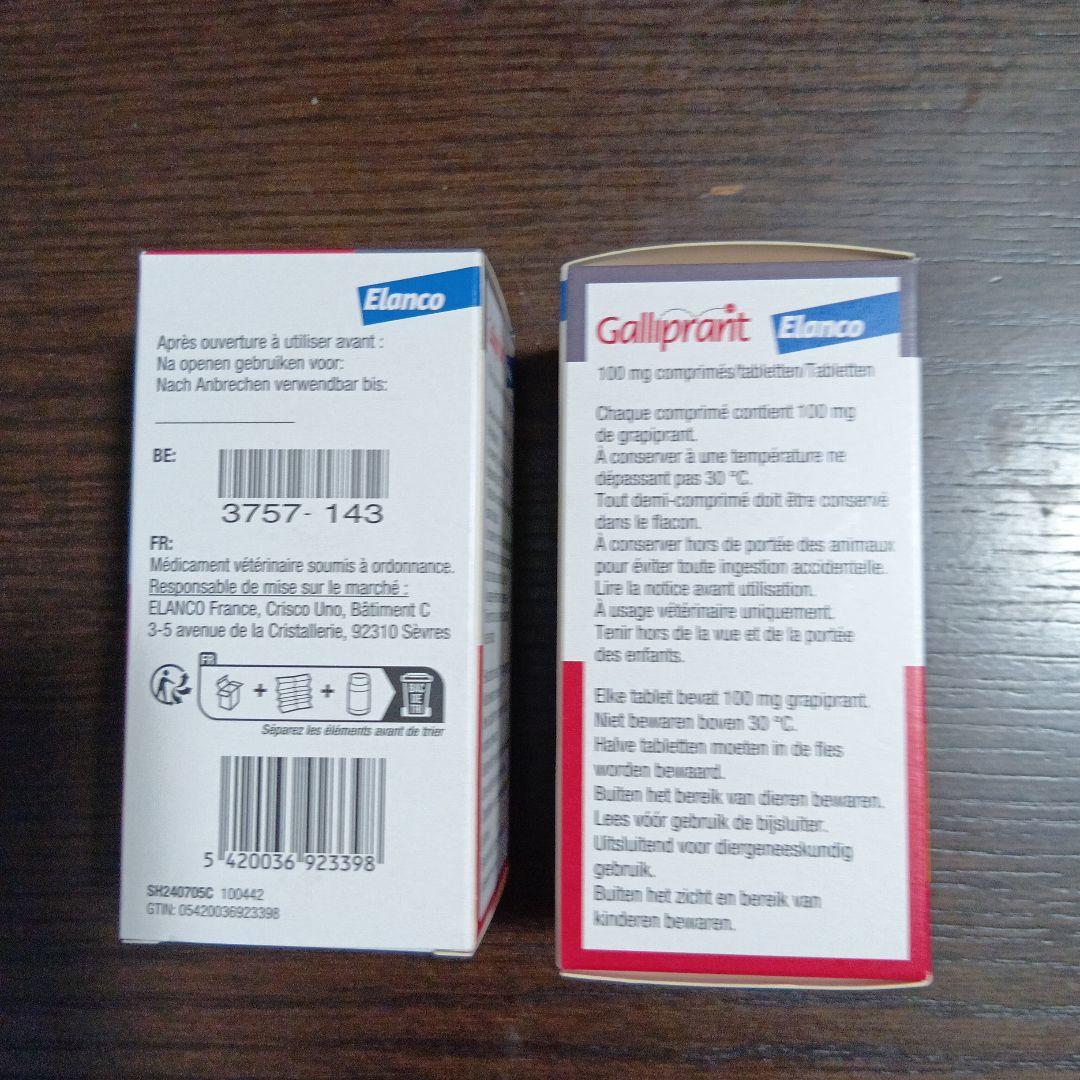 Elanco
Après ouverture à utiliser avant :
Na openen gebruiken voor:
Nach Anbrechen verwendbar bis:
BE:
3757- 143
FR:
Médicament vétérinaire soumis à ordonnance.
Responsable de mise sur le marché :
ELANCO France, Crisco Uno, Bâtiment C
3-5 avenue de la Cristallerie, 92310 Sèvres
FR
+ +
BAC
DE
TRI
Séparez les éléments avant de trier
5 420036 923398
SH240705C 100442
GTIN: 05420036923398
Galliprant Elanco
100 mg comprimés/tabletten/Tabletten
Chaque comprimé contient 100 mg
de grapiprant.
À conserver à une température ne
dépassant pas 30 °C.
Tout demi-comprimé doit être conservé
dans le flacon.
À conserver hors de portée des animaux
pour éviter toute ingestion accidentelle.
Lire la notice avant utilisation.
À usage vétérinaire uniquement.
Tenir hors de la vue et de la portée
des enfants.
Elke tablet bevat 100 mg grapiprant.
Niet bewaren boven 30 °C.
Halve tabletten moeten in de fles
worden bewaard.
Buiten het bereik van dieren bewaren.
Lees vóór gebruik de bijsluiter.
Uitsluitend voor diergeneeskundig
gebruik.
Buiten het zicht en bereik van
kinderen bewaren.